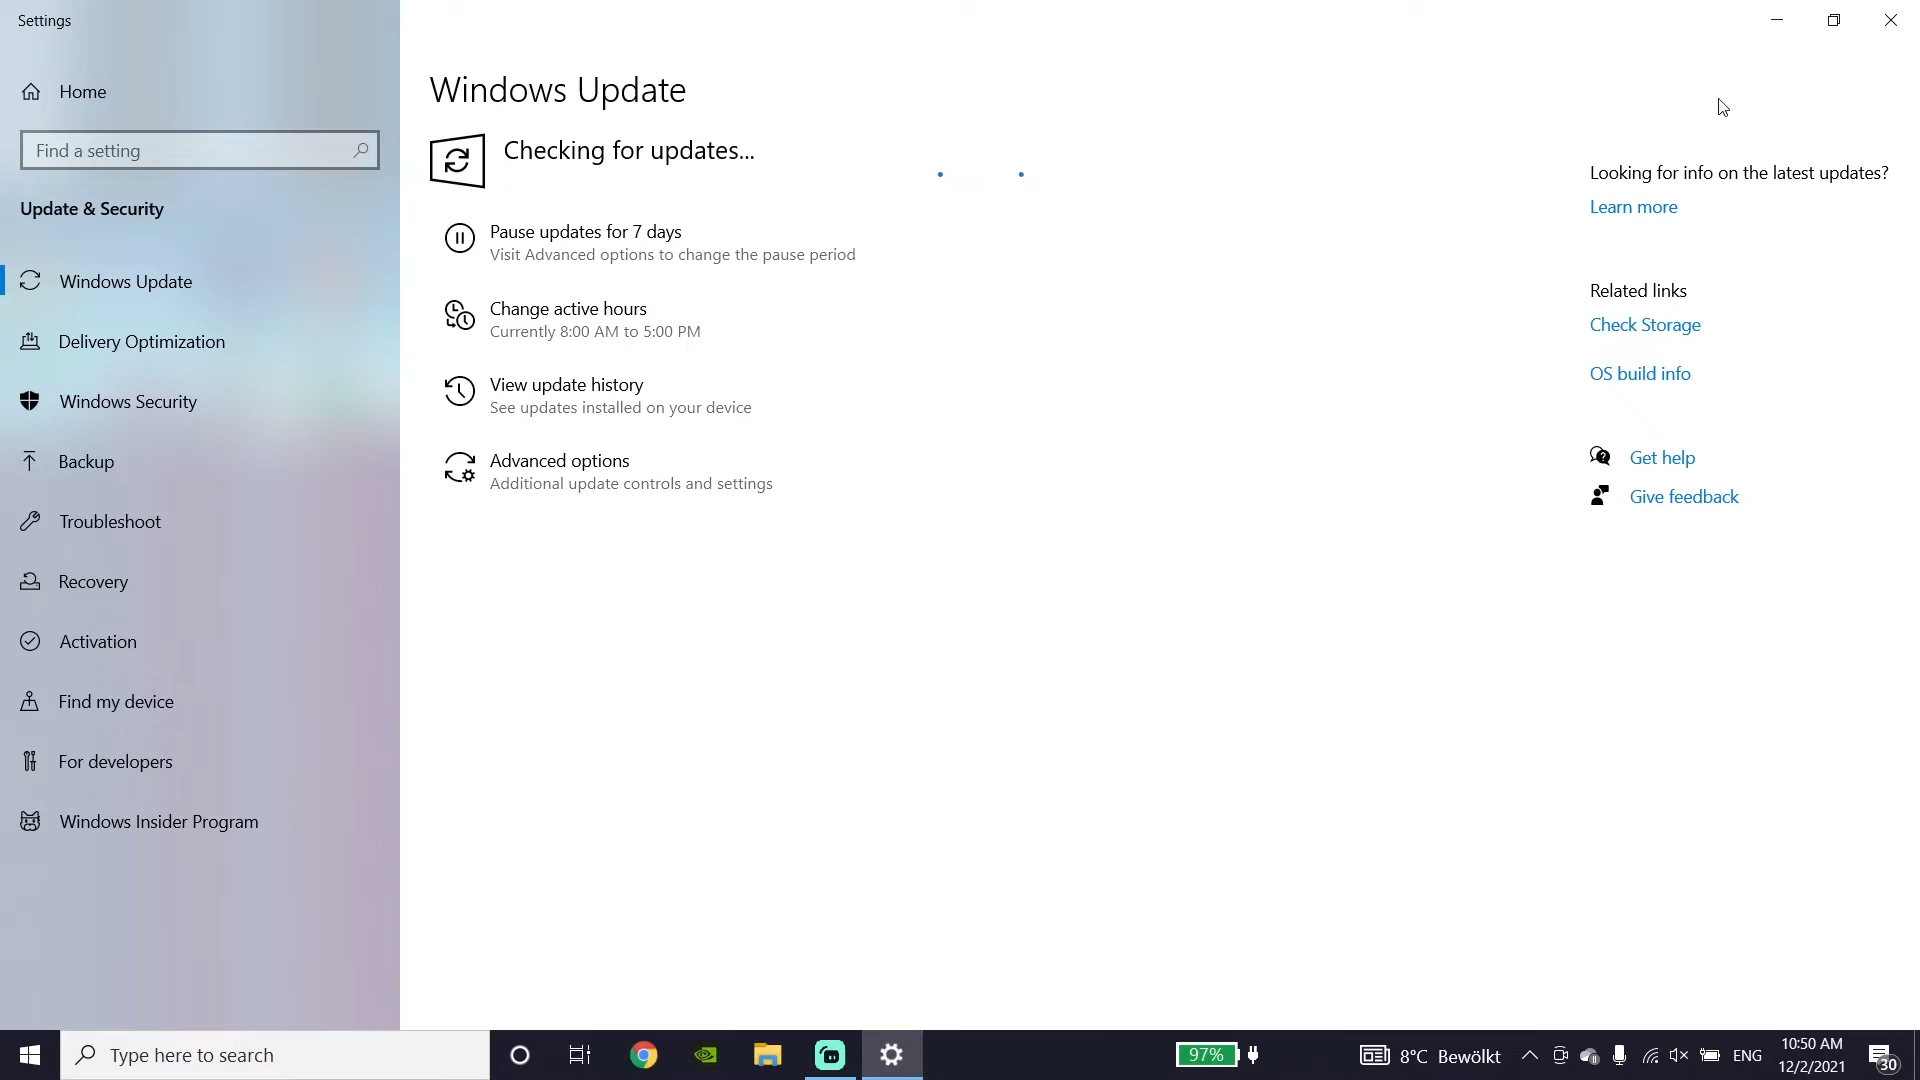 Settings
Home
Find a setting
Update & Security
Windows Update
Delivery Optimization
Windows Security
Backup
Troubleshoot
Recovery
Activation
Find my device
For developers
Windows Insider Program
Windows Update
Checking for updates...
Pause updates for 7 days
Visit Advanced options to change the pause period
Change active hours
Currently 8:00 AM to 5:00 PM
View update history
See updates installed on your device
Advanced options
Additional update controls and settings
Looking for info on the latest updates?
Learn more
Related links
Check Storage
OS build info
Get help
Give feedback
Type here to search
97%
8°C Bewölkt
ENG
10:50 AM
12/2/2021
30